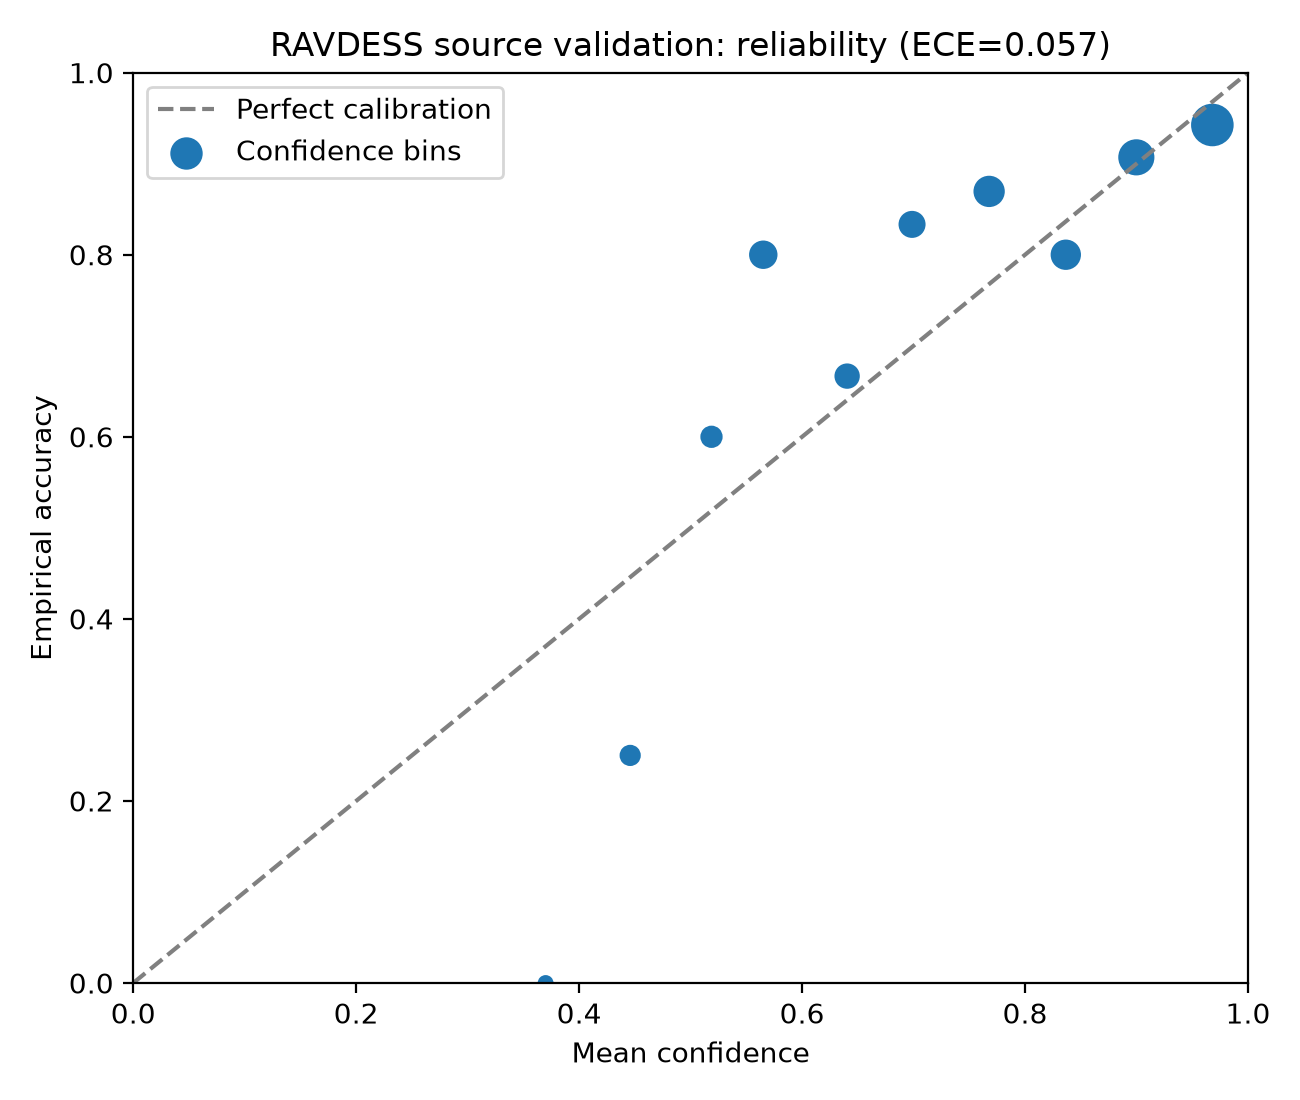 RAVDESS source validation: reliability (ECE=0.057)
Perfect calibration
Confidence bins
1.0
0.8
0.6
0.4
0.2
0.0
Empirical accuracy
0.0 0.2 0.4 0.6 0.8 1.0
Mean confidence